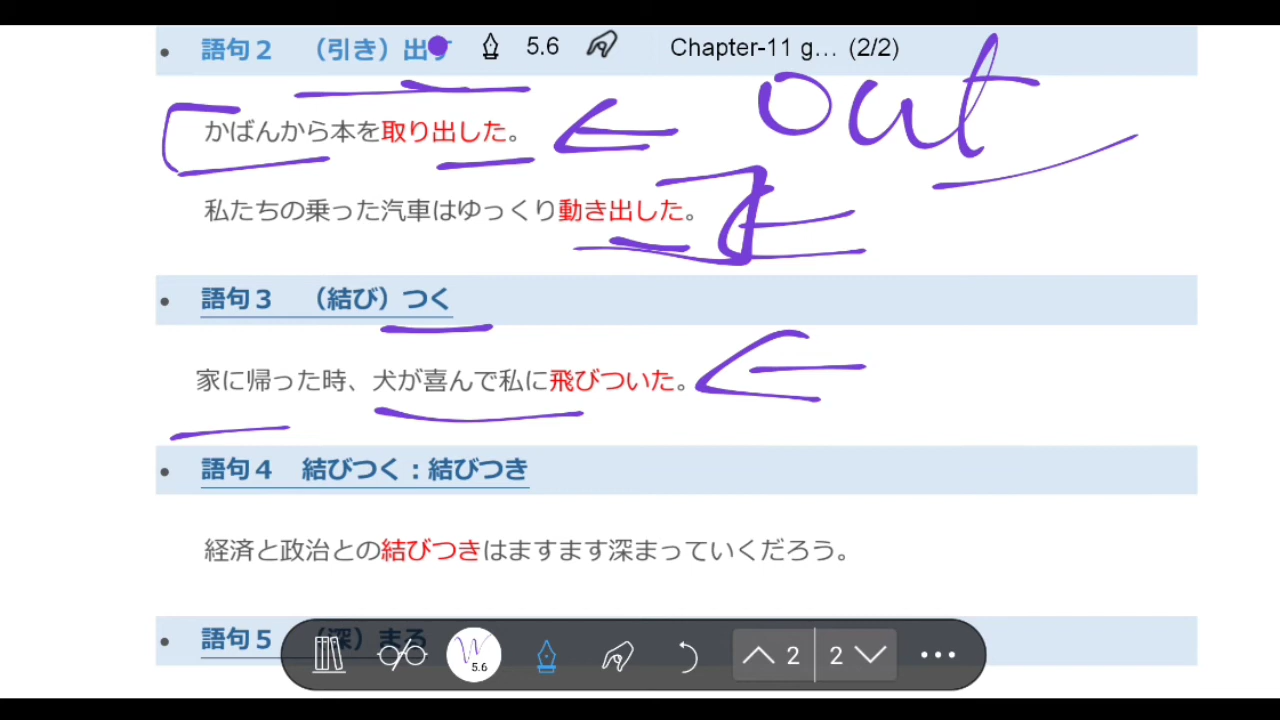 語句２　（引き）出す 5.6 Chapter-11 g... (2/2)
out
かばんから本を取り出した。
私たちの乗った汽車はゆっくり動き出した。
語句３　（結び）つく
家に帰った時、犬が喜んで私に飛びついた。
語句４　結びつく：結びつき
経済と政治との結びつきはますます深まっていくだろう。
語句５　（深）まる
5.6 2 2